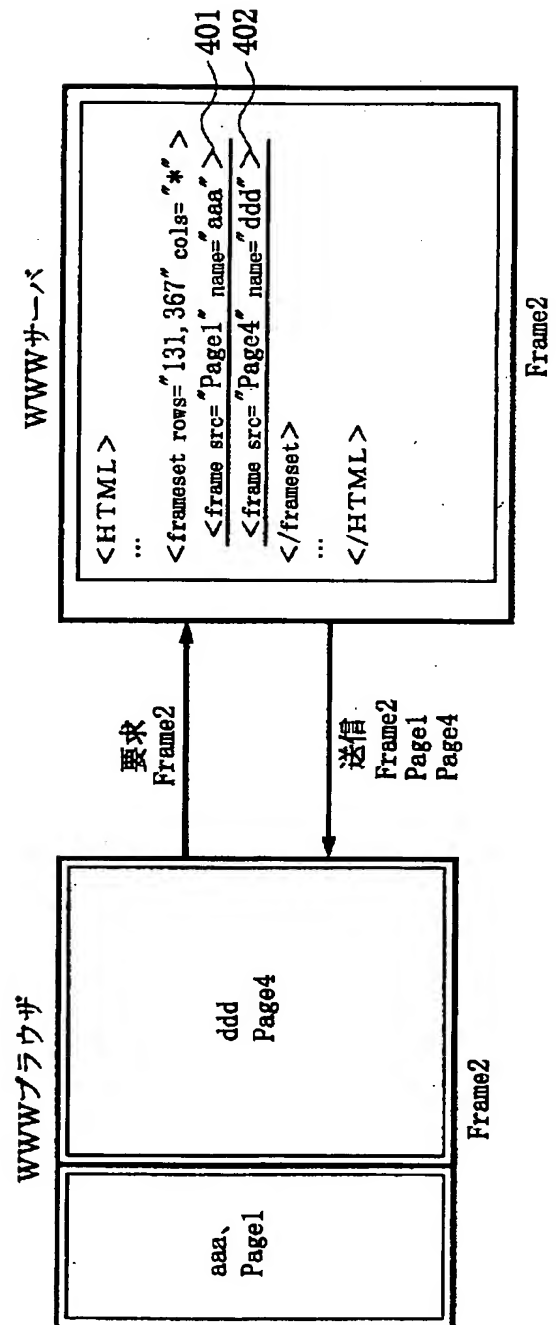 WWWブラウザ
aaa、
Page1
ddd
Page4
Frame2
要求
Frame2
送信
Frame2
Page1
Page4
WWWサーバ
<HTML>
...
<frameset rows="131,367" cols="*" >
<frame src="Page1" name="aaa" > 401
<frame src="Page4" name="ddd" > 402
</frameset>
...
</HTML>
Frame2